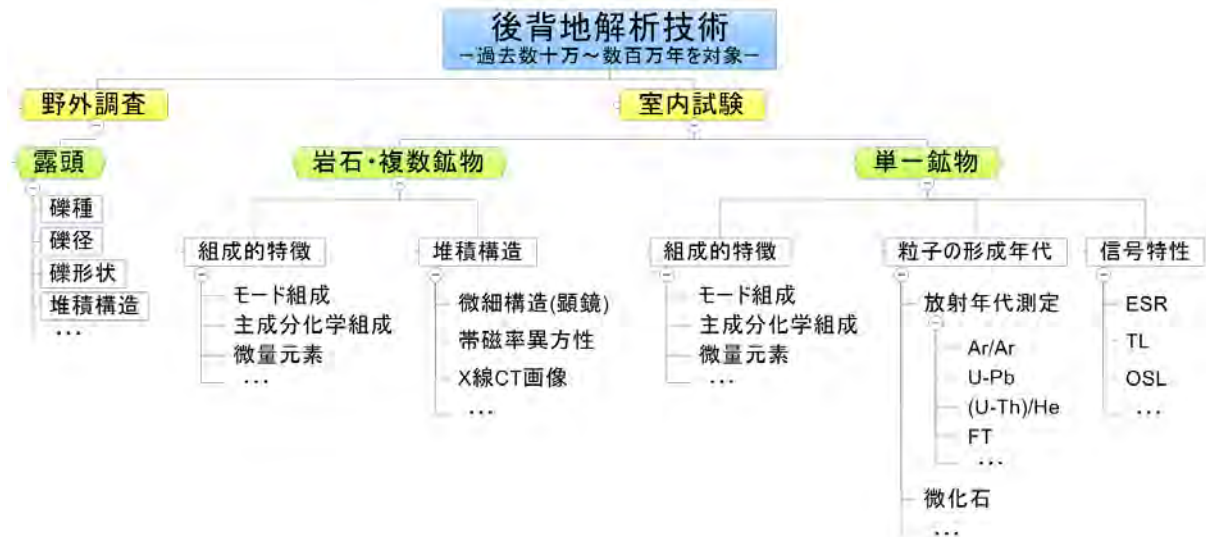 後背地解析技術
－過去数十万～数百万年を対象－
野外調査
室内試験
露頭
岩石・複数鉱物
単一鉱物
礫種
礫径
礫形状
堆積構造
…
組成的特徴
モード組成
主成分化学組成
微量元素
…
堆積構造
微細構造(顕鏡)
帯磁率異方性
X線CT画像
…
組成的特徴
モード組成
主成分化学組成
微量元素
…
粒子の形成年代
放射年代測定
Ar/Ar
U-Pb
(U-Th)/He
FT
…
微化石
…
信号特性
ESR
TL
OSL
…